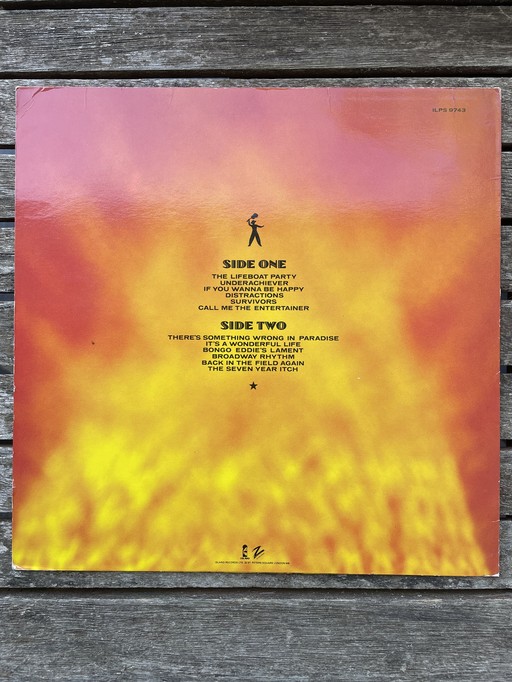 ILPS 9743
SIDE ONE
THE LIFEBOAT PARTY
UNDERACHIEVER
IF YOU WANNA BE HAPPY
DISTRACTIONS
SURVIVORS
CALL ME THE ENTERTAINER
SIDE TWO
THERE'S SOMETHING WRONG IN PARADISE
IT'S A WONDERFUL LIFE
BONGO EDDIE'S LAMENT
BROADWAY RHYTHM
BACK IN THE FIELD AGAIN
THE SEVEN YEAR ITCH